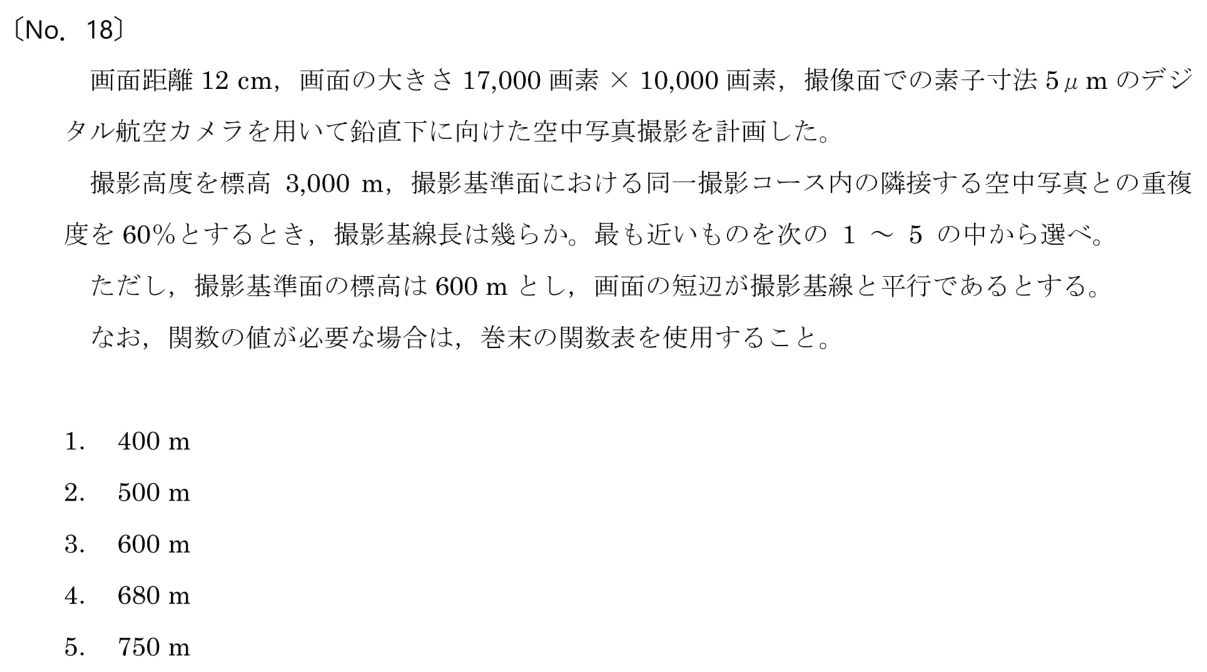 〔No. 18〕
画面距離 12 cm，画面の大きさ 17,000 画素 × 10,000 画素，撮像面での素子寸法 5μm のデジ
タル航空カメラを用いて鉛直下に向けた空中写真撮影を計画した。
撮影高度を標高 3,000 m，撮影基準面における同一撮影コース内の隣接する空中写真との重複
度を 60％とするとき，撮影基線長は幾らか。最も近いものを次の 1 ～ 5 の中から選べ。
ただし，撮影基準面の標高は 600 m とし，画面の短辺が撮影基線と平行であるとする。
なお，関数の値が必要な場合は，巻末の関数表を使用すること。
1. 400 m
2. 500 m
3. 600 m
4. 680 m
5. 750 m